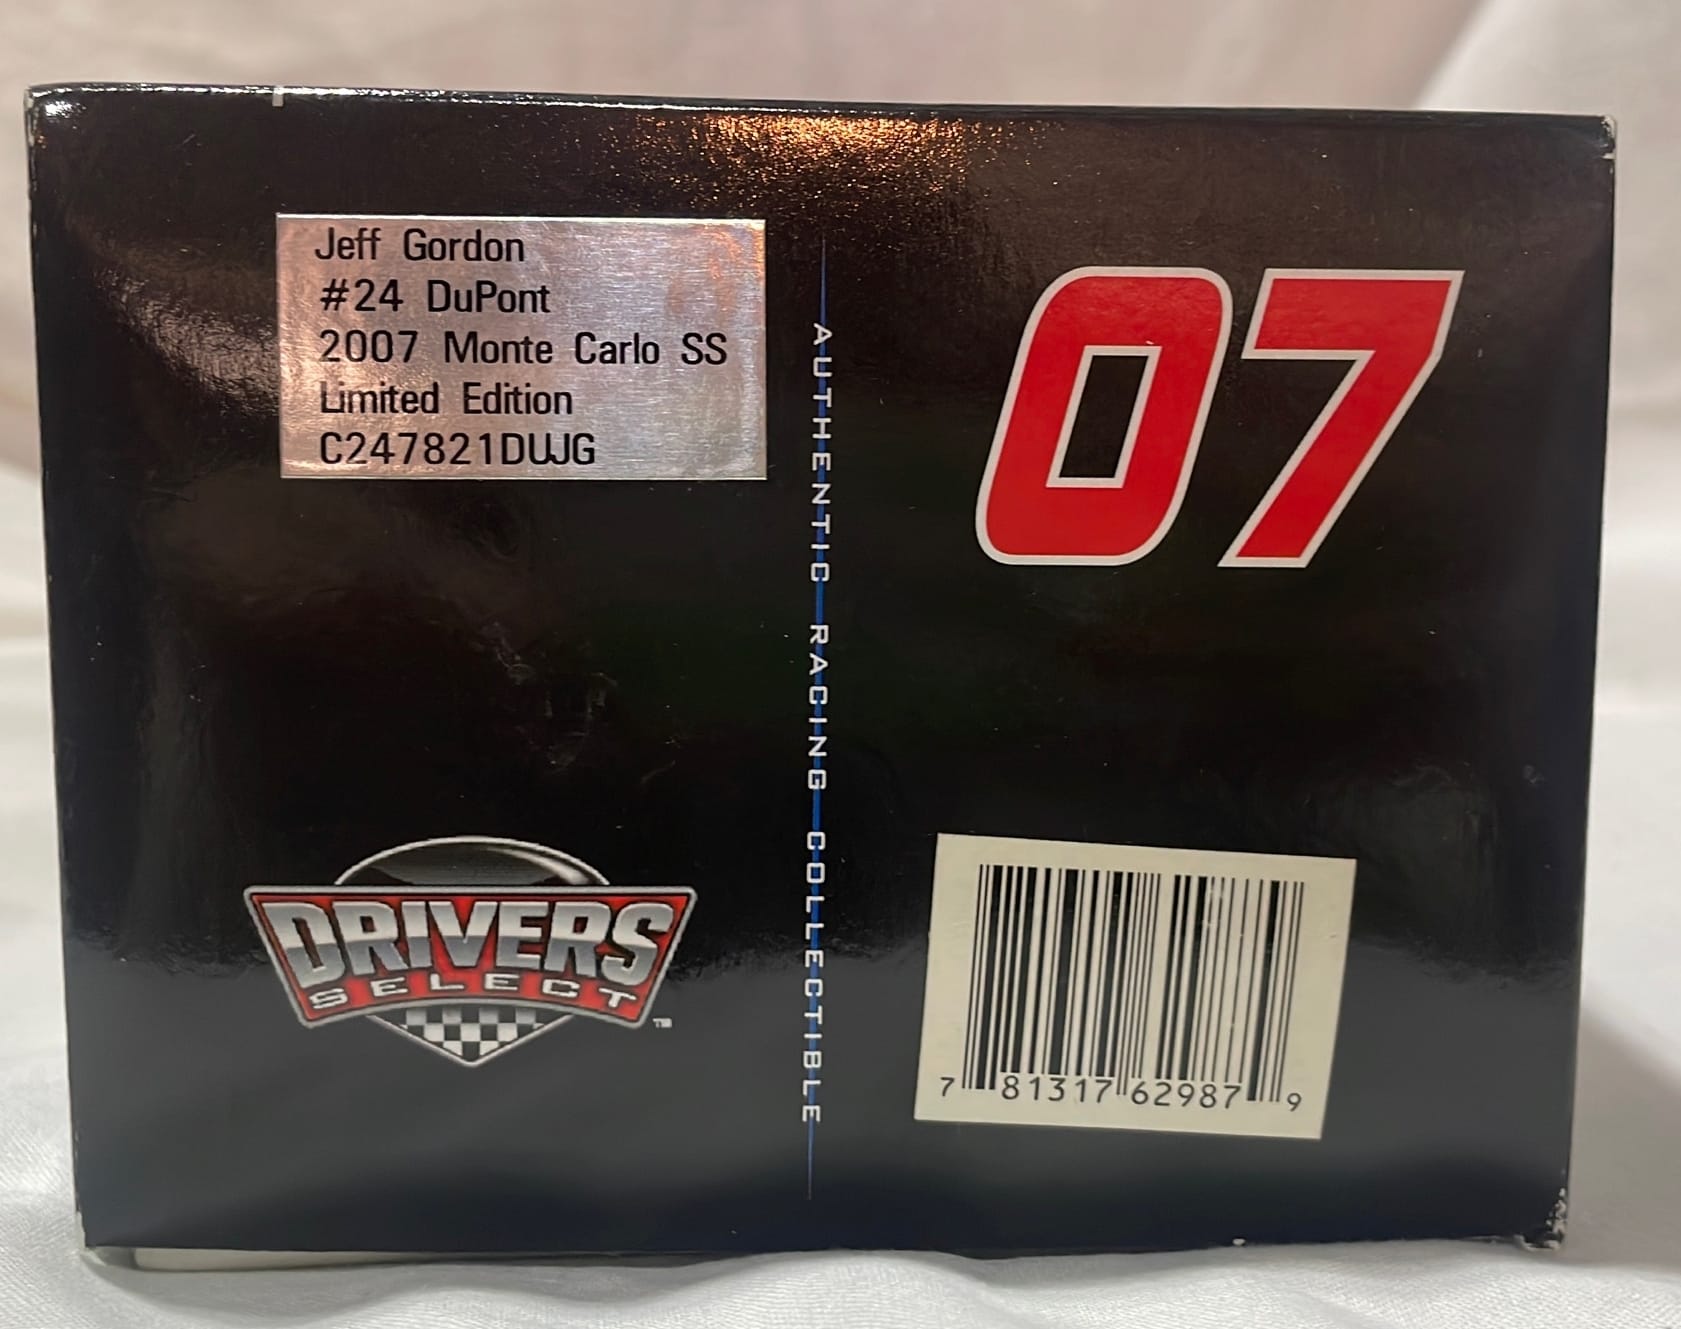 Jeff Gordon
#24 DuPont
2007 Monte Carlo SS
Limited Edition
C247821DUJG
07
AUTHENTIC RACING COLLECTIBLE
DRIVERS
SELECT
™
7 81317 62987 9